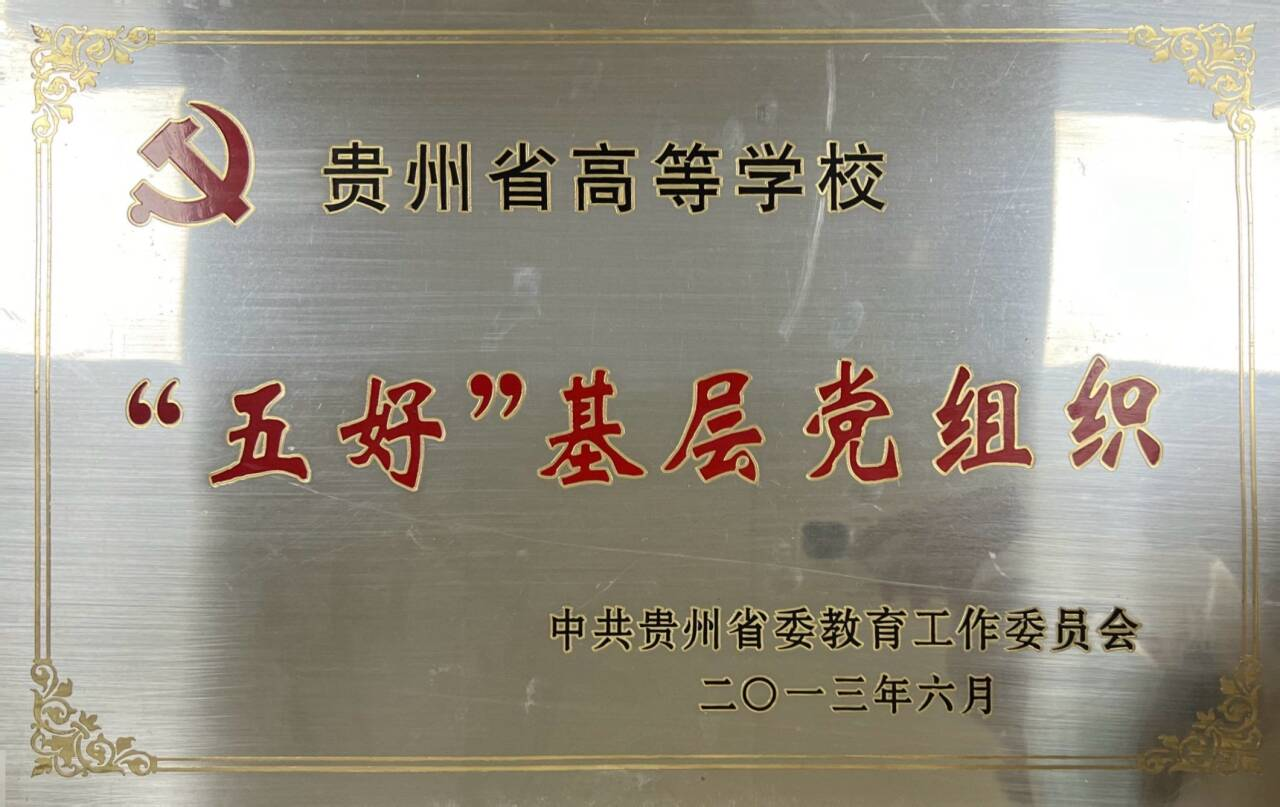 贵州省高等学校
“五好”基层党组织
中共贵州省委教育工作委员会
二〇一三年六月